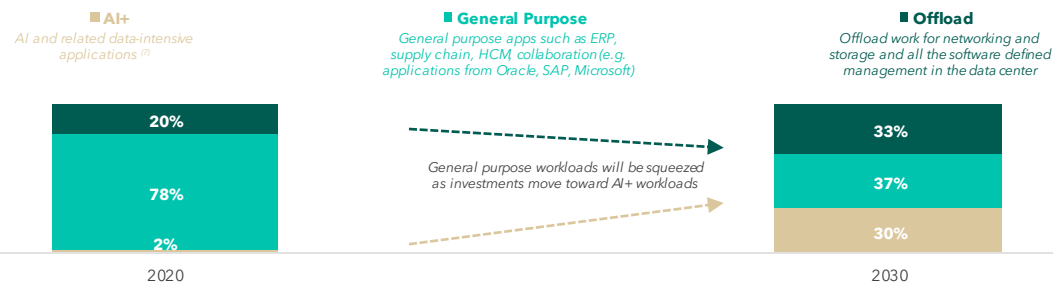 AI+
AI and related data-intensive
applications (7)
General Purpose
General purpose apps such as ERP,
supply chain, HCM, collaboration (e.g.
applications from Oracle, SAP, Microsoft)
Offload
Offload work for networking and
storage and all the software defined
management in the data center
20%
78%
2%
General purpose workloads will be squeezed
as investments move toward AI+ workloads
33%
37%
30%
2020
2030